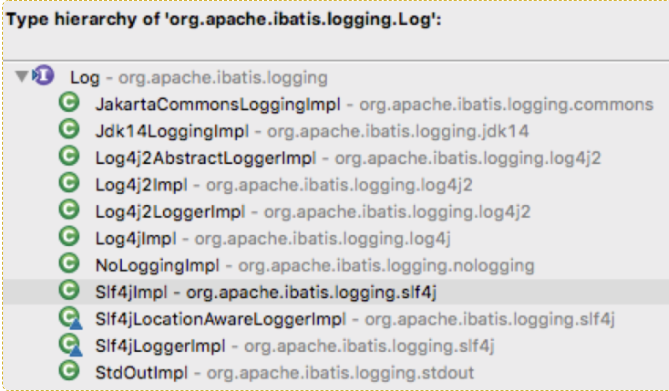 Type hierarchy of 'org.apache.ibatis.logging.Log':
Log - org.apache.ibatis.logging
JakartaCommonsLoggingImpl - org.apache.ibatis.logging.commons
Jdk14LoggingImpl - org.apache.ibatis.logging.jdk14
Log4j2AbstractLoggerImpl - org.apache.ibatis.logging.log4j2
Log4j2Impl - org.apache.ibatis.logging.log4j2
Log4j2LoggerImpl - org.apache.ibatis.logging.log4j2
Log4jImpl - org.apache.ibatis.logging.log4j
NoLoggingImpl - org.apache.ibatis.logging.nologging
Slf4jImpl - org.apache.ibatis.logging.slf4j
Slf4jLocationAwareLoggerImpl - org.apache.ibatis.logging.slf4j
Slf4jLoggerImpl - org.apache.ibatis.logging.slf4j
StdOutImpl - org.apache.ibatis.logging.stdout